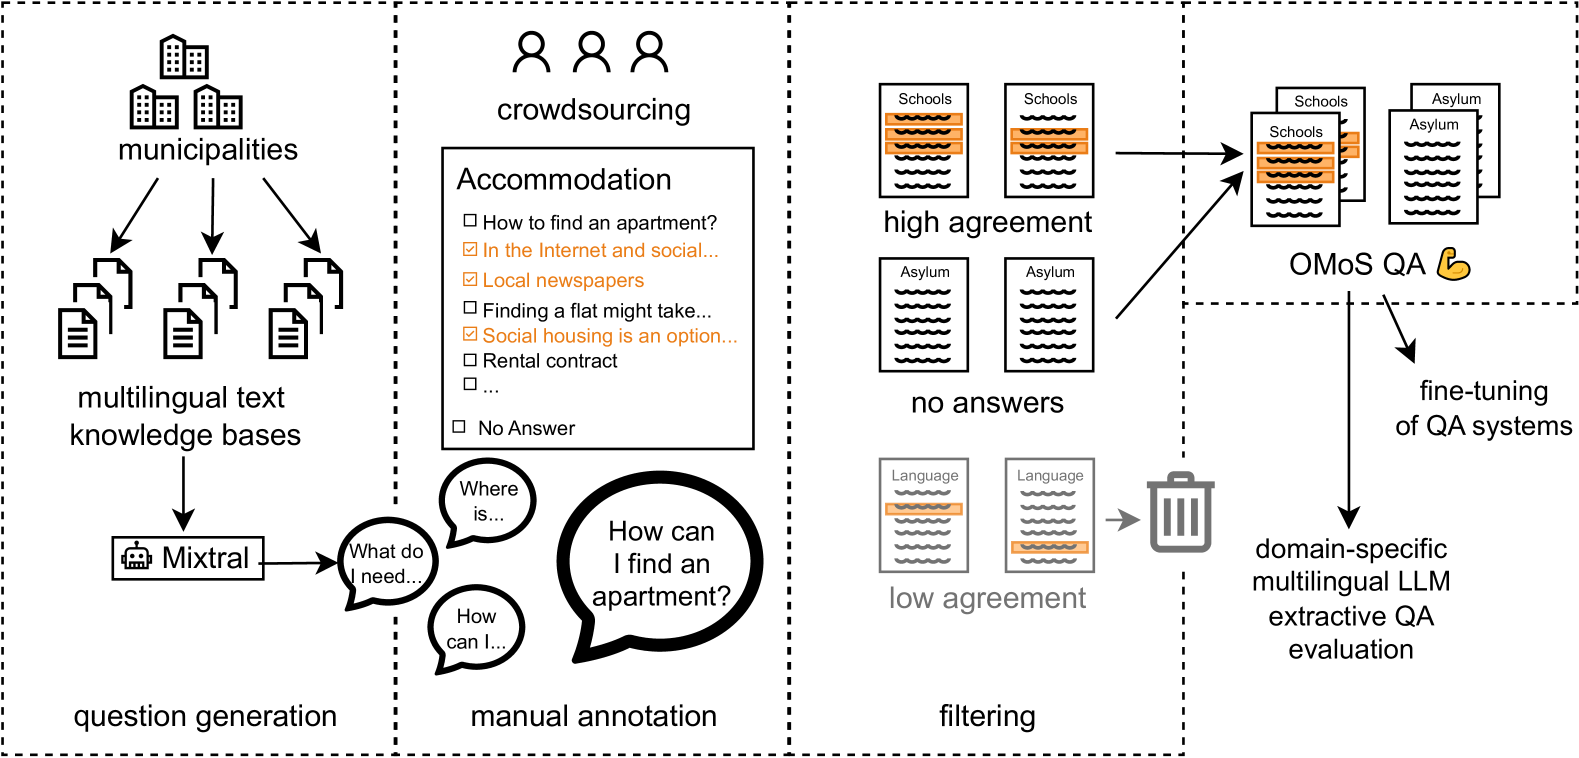 municipalities
multilingual text
knowledge bases
Mixtral
question generation
crowdsourcing
Accommodation
How to find an apartment?
In the Internet and social...
Local newspapers
Finding a flat might take...
Social housing is an option...
Rental contract
...
No Answer
Where
is...
What do
I need...
How
can I...
How can
I find an
apartment?
manual annotation
Schools
Schools
high agreement
Asylum
Asylum
no answers
Language
Language
low agreement
filtering
Schools
Schools
Asylum
Asylum
OMoS QA
fine-tuning
of QA systems
domain-specific
multilingual LLM
extractive QA
evaluation